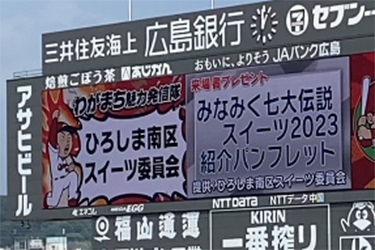 三井住友海上
広島銀行
セブン
焙煎ごぼう茶
あじかん
おもいに、よりそう JAバンク広島
アサヒビール
わがまち魅力発信隊
ひろしま南区
スイーツ委員会
来場者プレゼント
みなみく七大伝説
スイーツ2023
紹介パンフレット
提供:ひろしま南区スイーツ委員会
EGG
NTT DATA
NTTデータ中国
福山通運
KIRIN
一番搾り